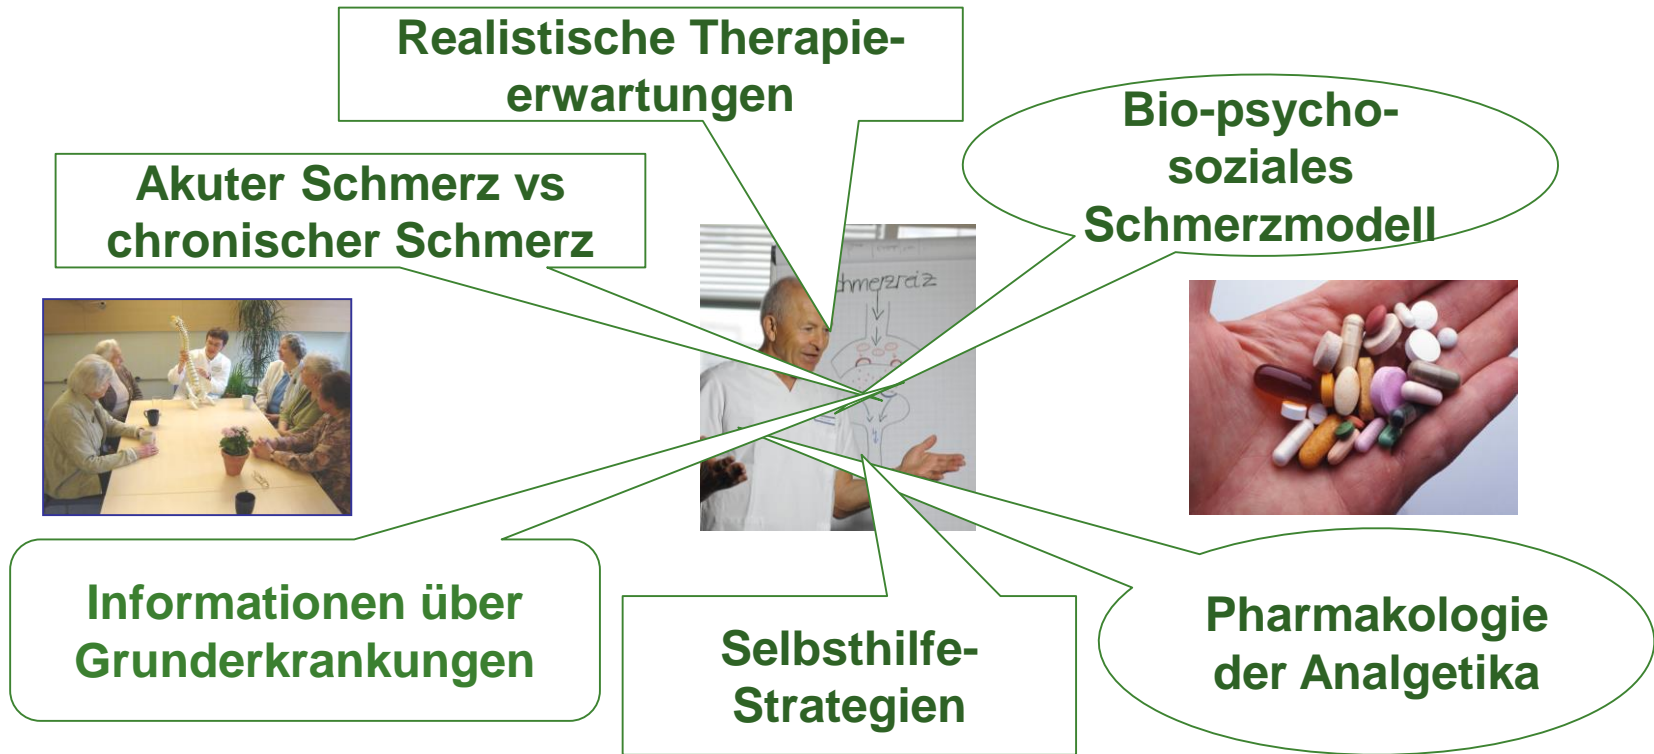 Realistische Therapie-
erwartungen
Bio-psycho-
soziales
Schmerzmodell
Akuter Schmerz vs
chronischer Schmerz
chmerzreiz
Informationen über
Grunderkrankungen
Selbsthilfe-
Strategien
Pharmakologie
der Analgetika